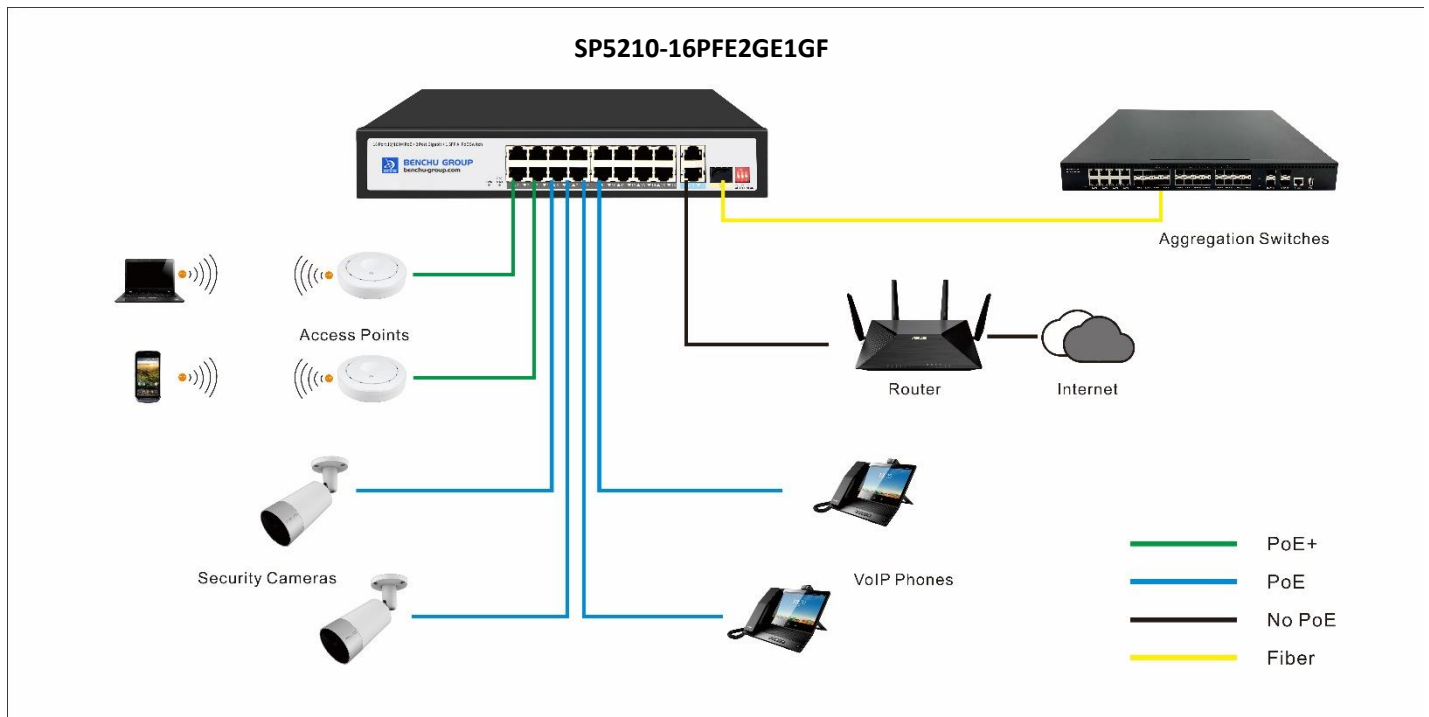 SP5210-16PFE2GE1GF
BENCHU GROUP
benchu-group.com
Aggregation Switches
Access Points
Router
Internet
Security Cameras
VoIP Phones
PoE+
PoE
No PoE
Fiber